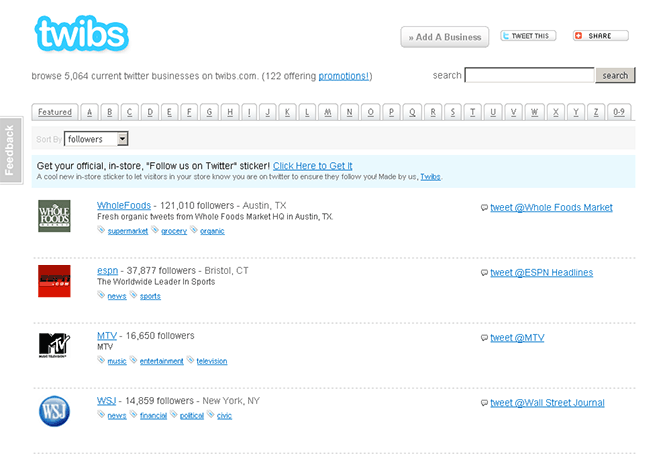 twibs
» Add A Business
TWEET THIS
SHARE
browse 5,064 current twitter businesses on twibs.com. (122 offering promotions!)
search
search
Featured A B C D E F G H I J K L M N O P Q R S T U V W X Y Z 0-9
Feedback
Sort By followers
Get your official, in-store, "Follow us on Twitter" sticker! Click Here to Get It
A cool new in-store sticker to let visitors in your store know you are on twitter to ensure they follow you! Made by us, Twibs.
WHOLE FOODS MARKET
WholeFoods - 121,010 followers - Austin, TX
tweet @Whole Foods Market
Fresh organic tweets from Whole Foods Market HQ in Austin, TX.
supermarket grocery organic
ESPN .COM
espn - 37,877 followers - Bristol, CT
tweet @ESPN Headlines
The Worldwide Leader In Sports
news sports
MTV MUSIC TELEVISION
MTV - 16,650 followers
tweet @MTV
MTV
music entertainment television
WSJ
WSJ - 14,859 followers - New York, NY
tweet @Wall Street Journal
news financial political civic